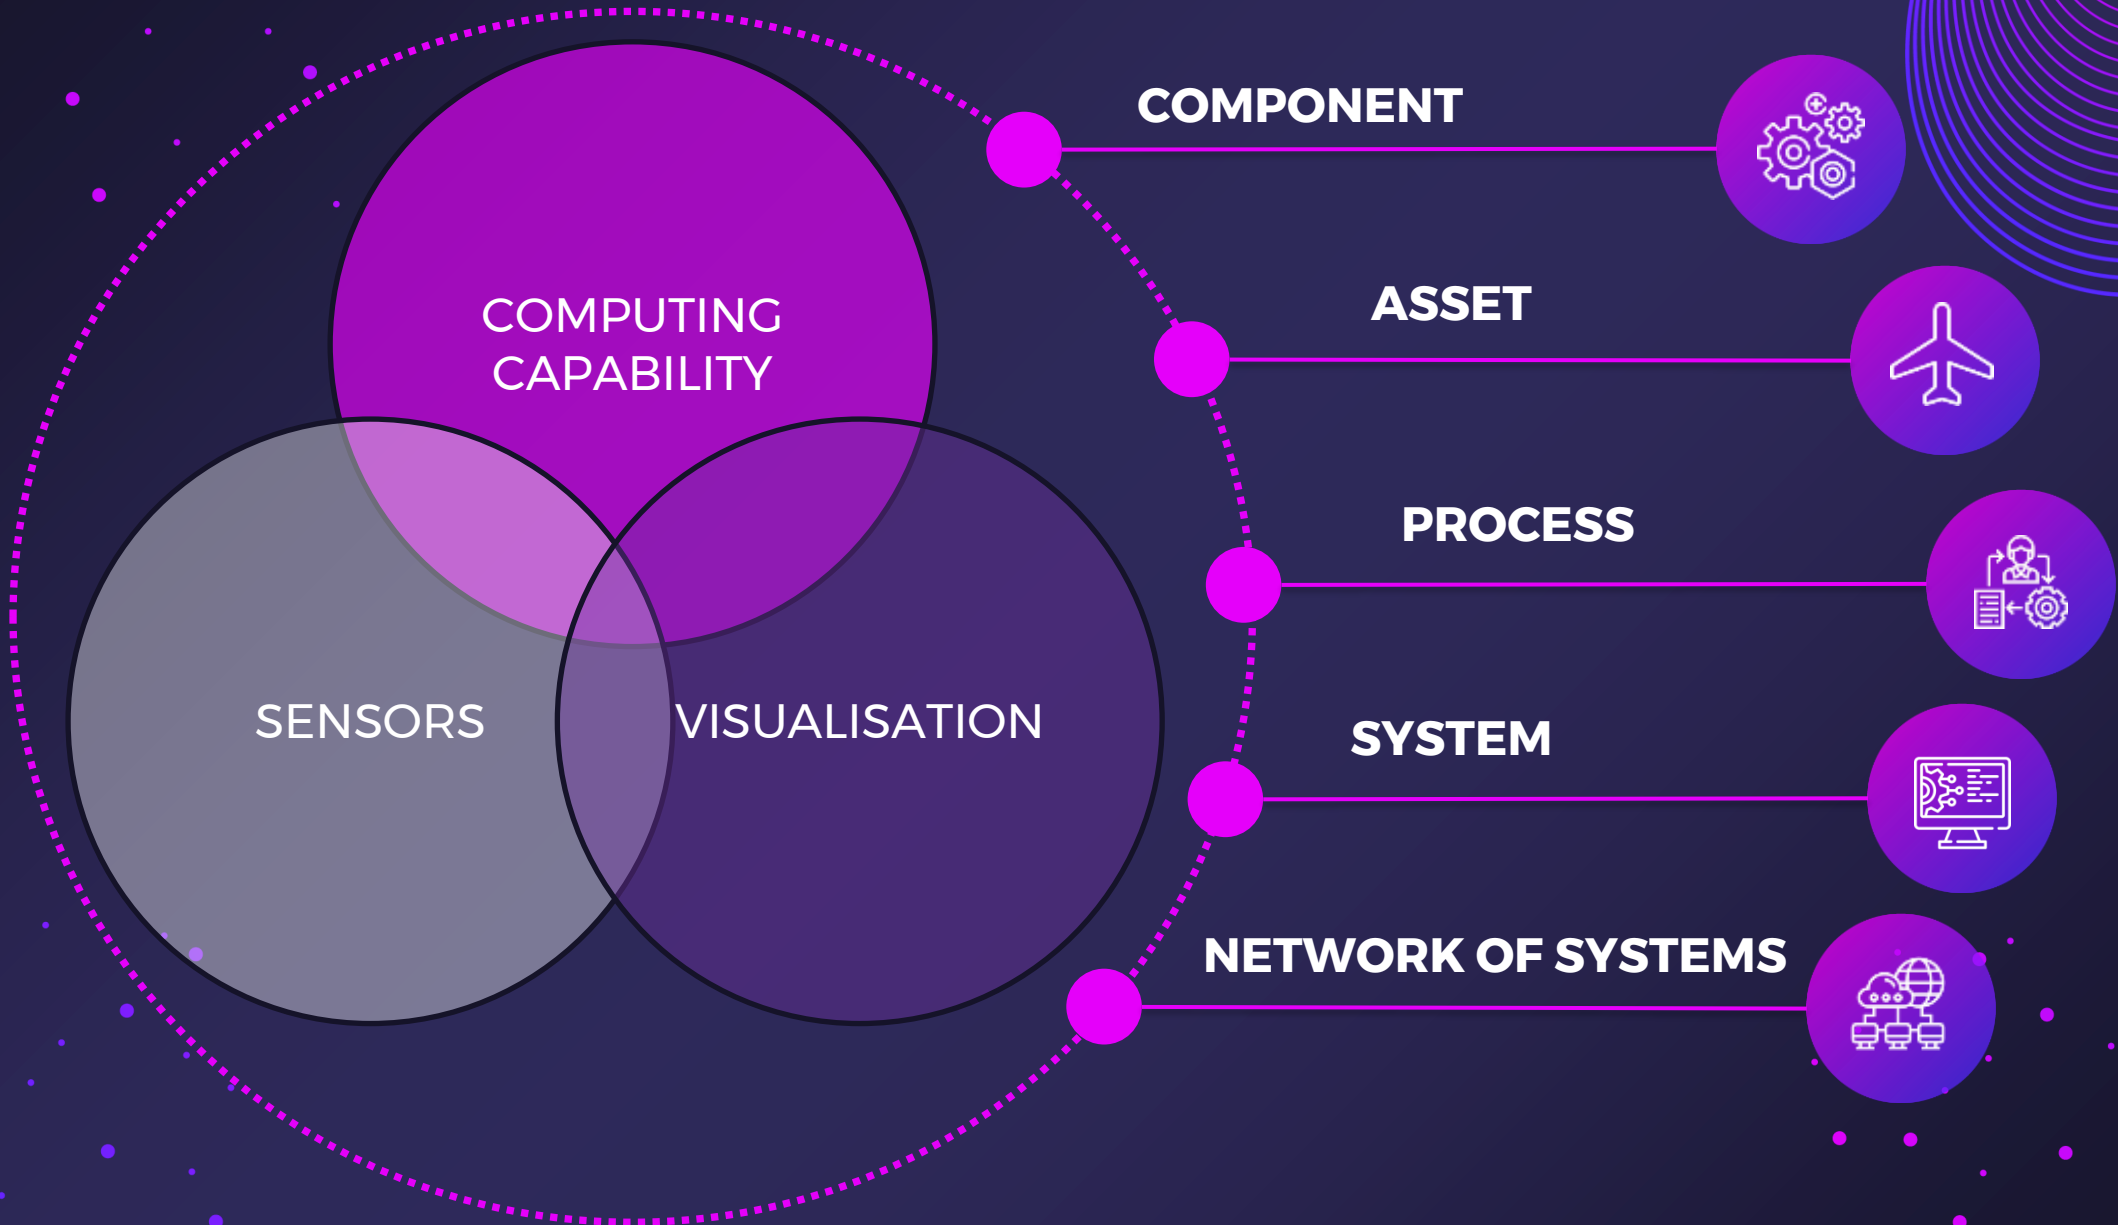 COMPUTING
CAPABILITY
SENSORS
VISUALISATION
COMPONENT
ASSET
PROCESS
SYSTEM
NETWORK OF SYSTEMS